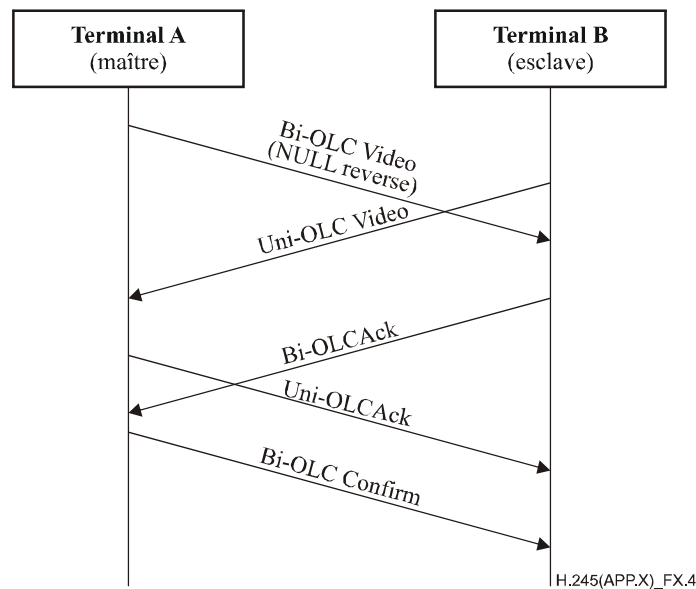 Terminal A
(maître)
Terminal B
(esclave)
Bi-OLC Video
(NULL reverse)
Uni-OLC Video
Bi-OLCAck
Uni-OLCAck
Bi-OLC Confirm
H.245(APP.X)_FX.4